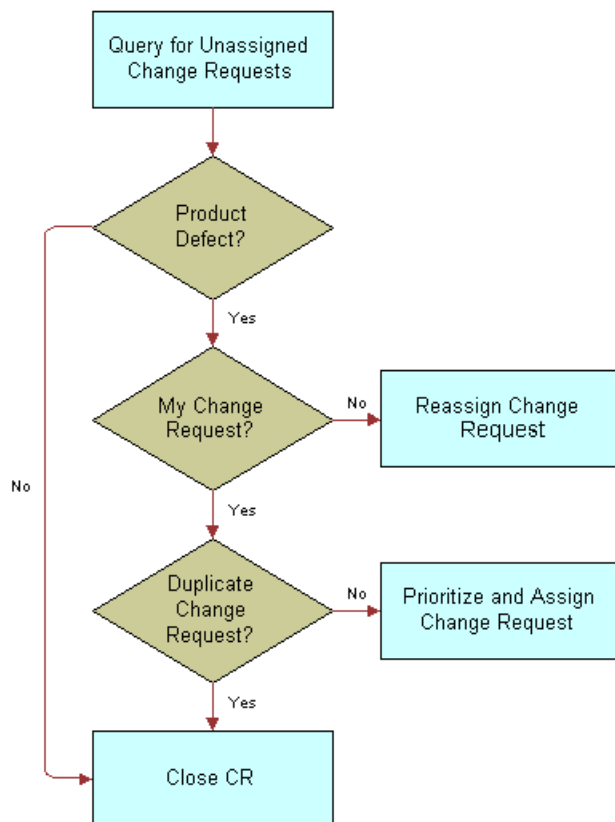 Query for Unassigned
Change Requests
Product
Defect?
Yes
My Change
Request?
No
Reassign Change
Request
No
Yes
Duplicate
Change
Request?
No
Prioritize and Assign
Change Request
Yes
Close CR